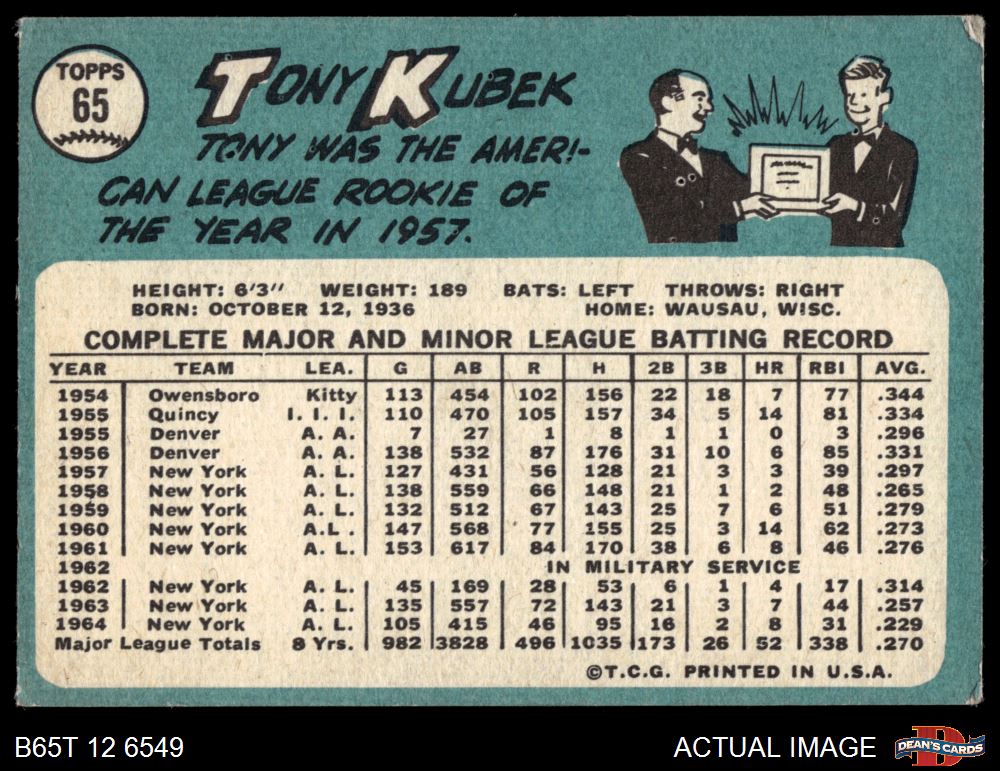 TOPPS
65
TONY KUBEK
TONY WAS THE AMERI-
CAN LEAGUE ROOKIE OF
THE YEAR IN 1957.
HEIGHT: 6'3" WEIGHT: 189 BATS: LEFT THROWS: RIGHT
BORN: OCTOBER 12, 1936 HOME: WAUSAU, WISC.
COMPLETE MAJOR AND MINOR LEAGUE BATTING RECORD
YEAR TEAM LEA. G AB R H 2B 3B HR RBI AVG.
1954 Owensboro Kitty 113 454 102 156 22 18 7 77 .344
1955 Quincy I. I. I. 110 470 105 157 34 5 14 81 .334
1955 Denver A. A. 7 27 1 8 1 1 0 3 .296
1956 Denver A. A. 138 532 87 176 31 10 6 85 .331
1957 New York A. L. 127 431 56 128 21 3 3 39 .297
1958 New York A. L. 138 559 66 148 21 1 2 48 .265
1959 New York A. L. 132 512 67 143 25 7 6 51 .279
1960 New York A.L. 147 568 77 155 25 3 14 62 .273
1961 New York A. L. 153 617 84 170 38 6 8 46 .276
1962 IN MILITARY SERVICE
1962 New York A. L. 45 169 28 53 6 1 4 17 .314
1963 New York A. L. 135 557 72 143 21 3 7 44 .257
1964 New York A. L. 105 415 46 95 16 2 8 31 .229
Major League Totals 8 Yrs. 982 3828 496 1035 173 26 52 338 .270
©T.C.G. PRINTED IN U.S.A.
B65T 12 6549 ACTUAL IMAGE
D
DEAN'S CARDS